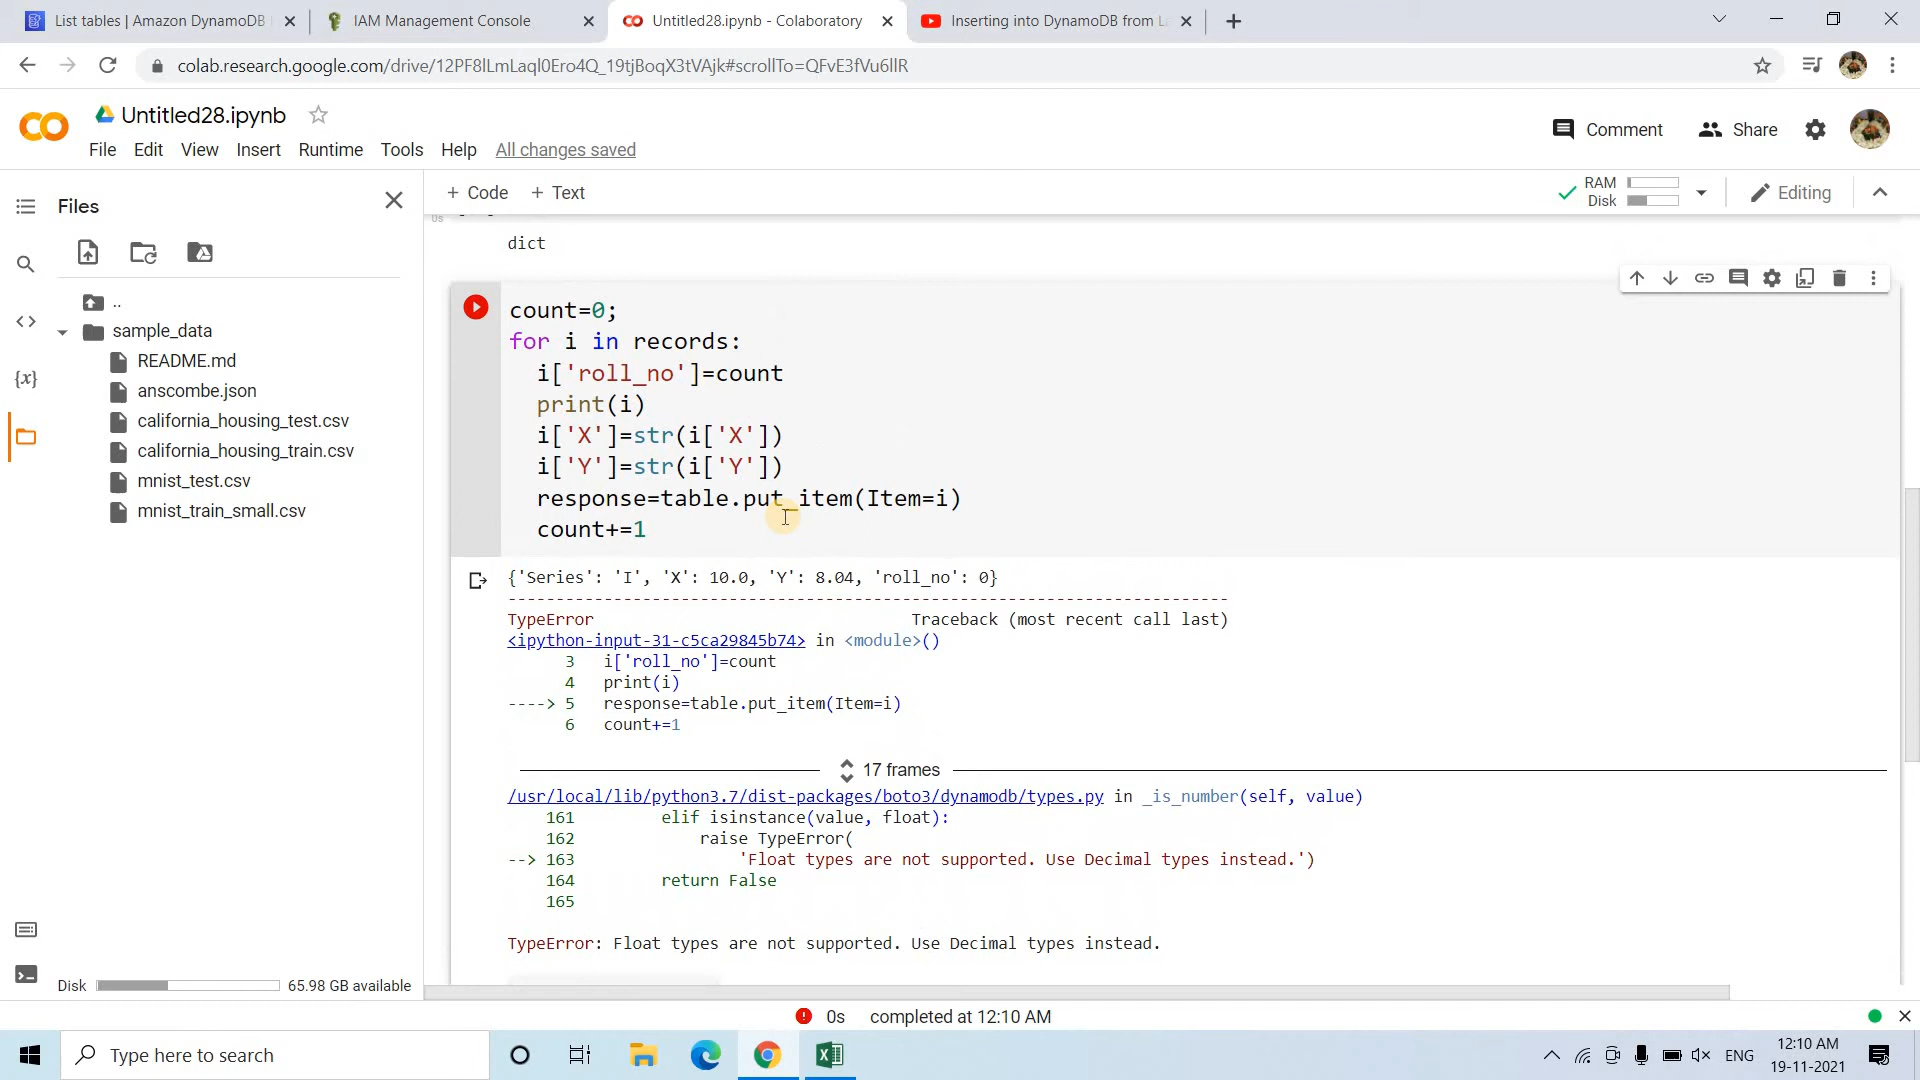 List tables | Amazon DynamoDB
IAM Management Console
Untitled28.ipynb - Colaboratory
Inserting into DynamoDB from La
colab.research.google.com/drive/12PF8lLmLaql0Ero4Q_19tjBoqX3tVAjk#scrollTo=QFvE3fVu6llR
Untitled28.ipynb
Comment
Share
File Edit View Insert Runtime Tools Help All changes saved
Files
+ Code + Text
RAM
Disk
Editing
..
sample_data
README.md
anscombe.json
california_housing_test.csv
california_housing_train.csv
mnist_test.csv
mnist_train_small.csv
{x}
Disk 65.98 GB available
0s
dict
count=0;
for i in records:
i['roll_no']=count
print(i)
i['X']=str(i['X'])
i['Y']=str(i['Y'])
response=table.put_item(Item=i)
count+=1
{'Series': 'I', 'X': 10.0, 'Y': 8.04, 'roll_no': 0}
---------------------------------------------------------------------------
TypeError Traceback (most recent call last)
<ipython-input-31-c5ca29845b74> in <module>()
3 i['roll_no']=count
4 print(i)
----> 5 response=table.put_item(Item=i)
6 count+=1
17 frames
/usr/local/lib/python3.7/dist-packages/boto3/dynamodb/types.py in _is_number(self, value)
161 elif isinstance(value, float):
162 raise TypeError(
--> 163 'Float types are not supported. Use Decimal types instead.')
164 return False
165
TypeError: Float types are not supported. Use Decimal types instead.
0s completed at 12:10 AM
Type here to search
ENG
12:10 AM
19-11-2021